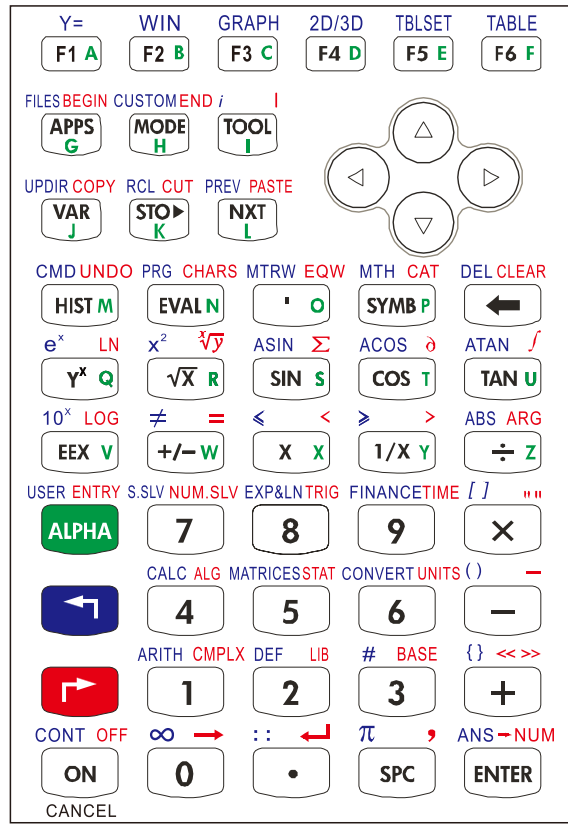 Y= WIN GRAPH 2D/3D TBLSET TABLE
F1 A F2 B F3 C F4 D F5 E F6 F
FILES BEGIN CUSTOM END i |
APPS MODE TOOL
G H I
UPDIR COPY RCL CUT PREV PASTE
VAR STO▶ NXT
J K L
CMD UNDO PRG CHARS MTRW EQW MTH CAT DEL CLEAR
HIST M EVAL N ' O SYMB P
eˣ LN x² ˣ√y ASIN Σ ACOS ∂ ATAN ∫
Yˣ Q √X R SIN S COS T TAN U
10ˣ LOG ≠ = ⩽ < ⩾ > ABS ARG
EEX V +/− W X X 1/X Y ÷ Z
USER ENTRY S.SLV NUM.SLV EXP&LN TRIG FINANCE TIME [ ] " "
ALPHA 7 8 9 ×
CALC ALG MATRICES STAT CONVERT UNITS ( ) _
4 5 6 −
ARITH CMPLX DEF LIB # BASE { } << >>
1 2 3 +
CONT OFF ∞ → : : ↵ π , ANS → NUM
ON 0 . SPC ENTER
CANCEL